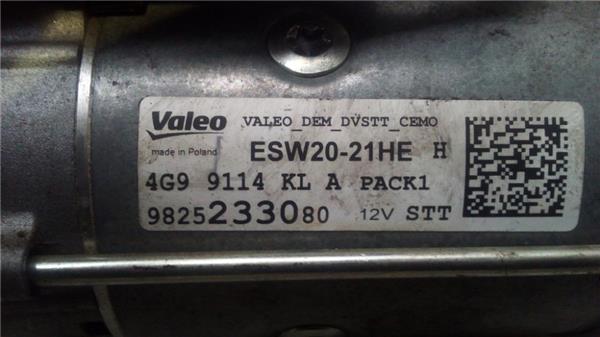 Valeo VALEO_DEM_DVSTT_CEMO
made in Poland ESW20-21HE H
4G9 9114 KL A PACK1
9825233080 12V STT